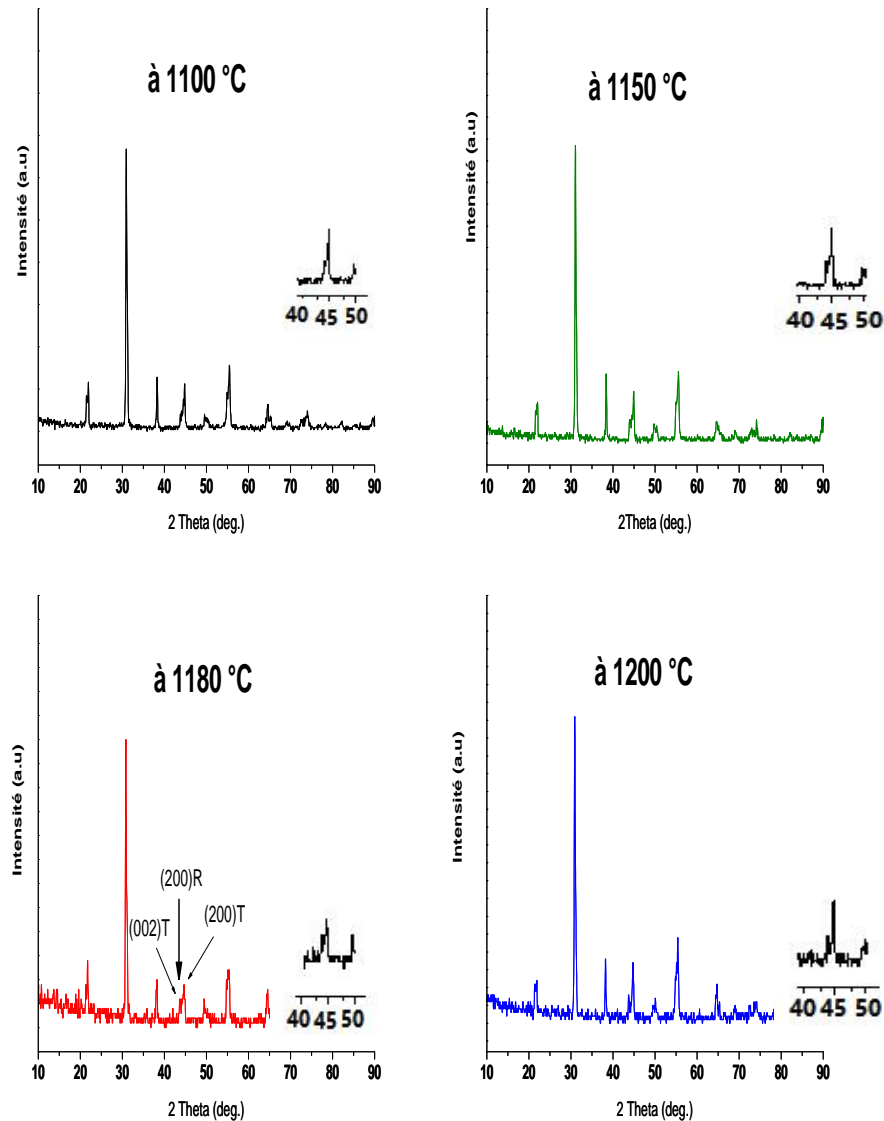 à 1100 °C
Intensité (a.u)
40 45 50
10 20 30 40 50 60 70 80 90
2 Theta (deg.)
à 1150 °C
Intensité (a.u)
40 45 50
10 20 30 40 50 60 70 80 90
2Theta (deg.)
à 1180 °C
Intensité (a.u)
(200)R
(002)T
(200)T
40 45 50
10 20 30 40 50 60 70 80 90
2 Theta (deg.)
à 1200 °C
Intensité (a.u)
40 45 50
10 20 30 40 50 60 70 80 90
2 Theta (deg.)